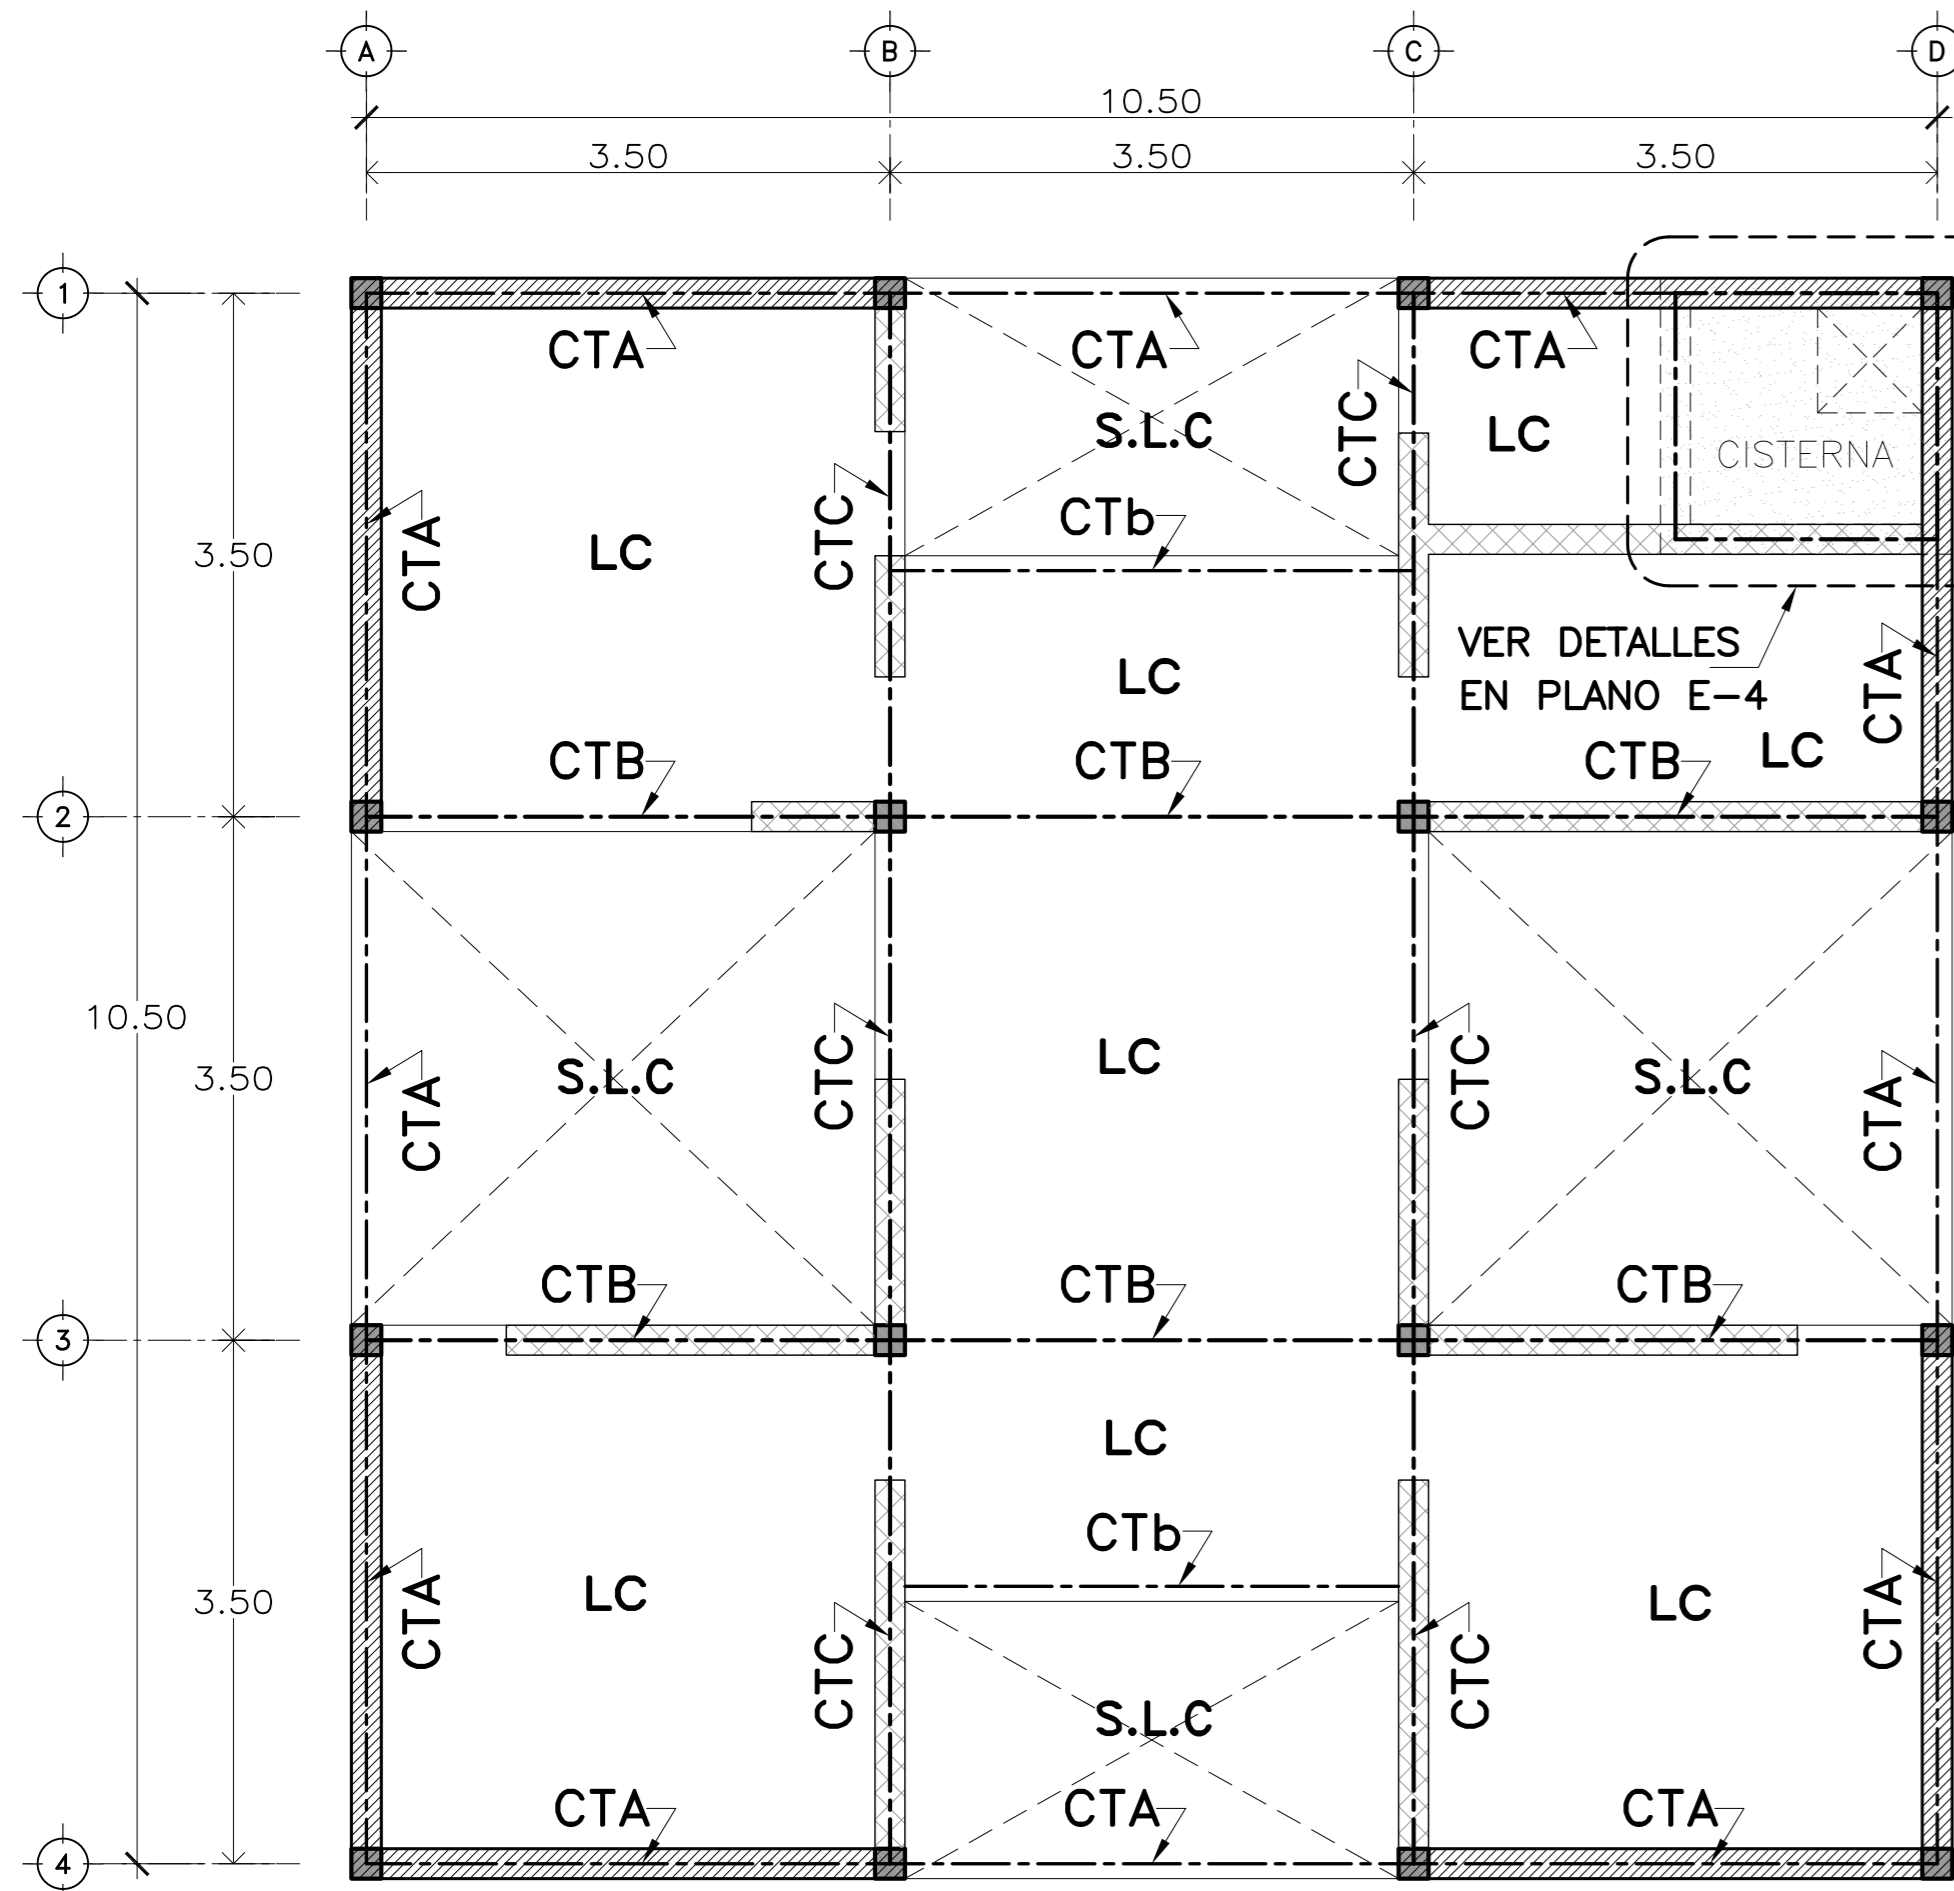 A
B
C
D
10.50
3.50
3.50
3.50
1
CTA
CTA
CTA
CTC
S.L.C
LC
CISTERNA
CTA
CTC
CTb
LC
3.50
VER DETALLES
EN PLANO E-4
LC
CTA
CTB
CTB
CTB
LC
2
10.50
3.50
CTA
S.L.C
CTC
LC
CTC
S.L.C
CTA
CTB
CTB
CTB
3
LC
CTb
3.50
CTA
LC
CTC
CTC
LC
CTA
S.L.C
CTA
CTA
CTA
4